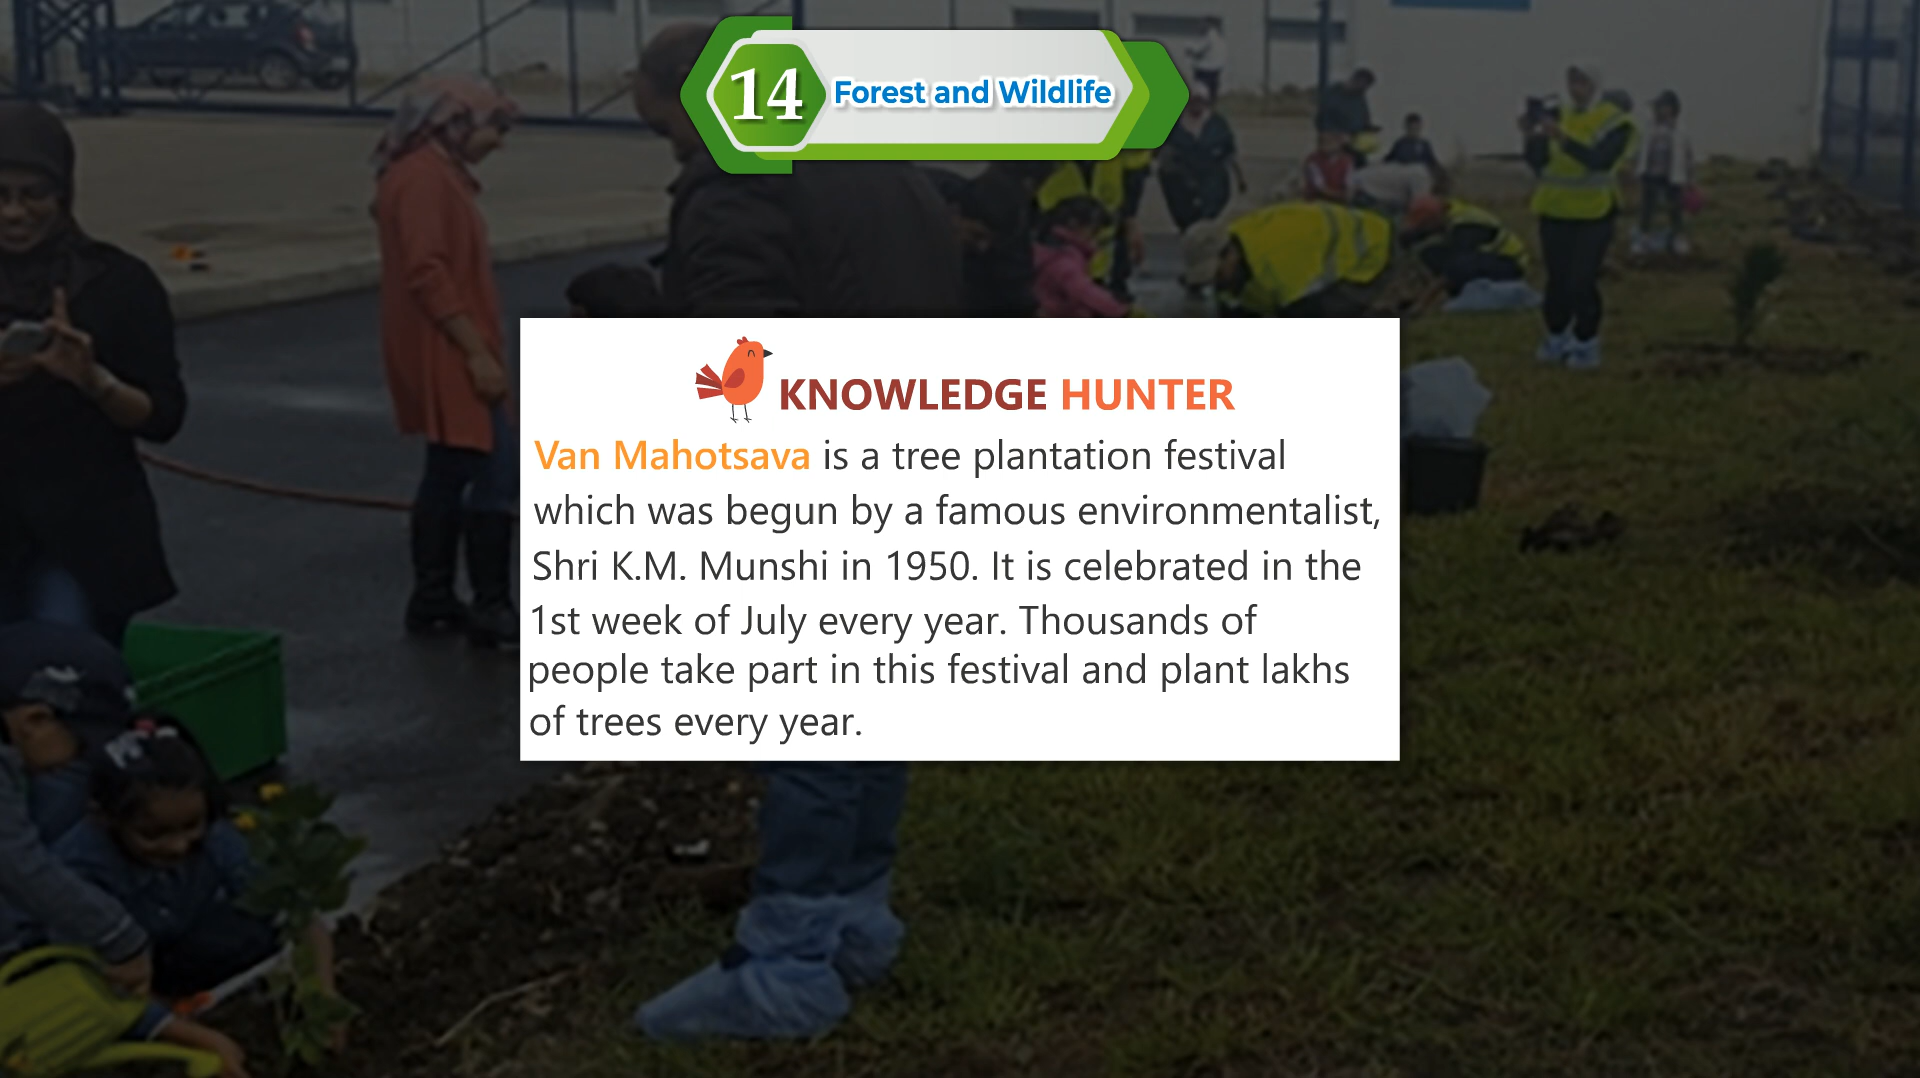 14 Forest and Wildlife
KNOWLEDGE HUNTER
Van Mahotsava is a tree plantation festival
which was begun by a famous environmentalist,
Shri K.M. Munshi in 1950. It is celebrated in the
1st week of July every year. Thousands of
people take part in this festival and plant lakhs
of trees every year.